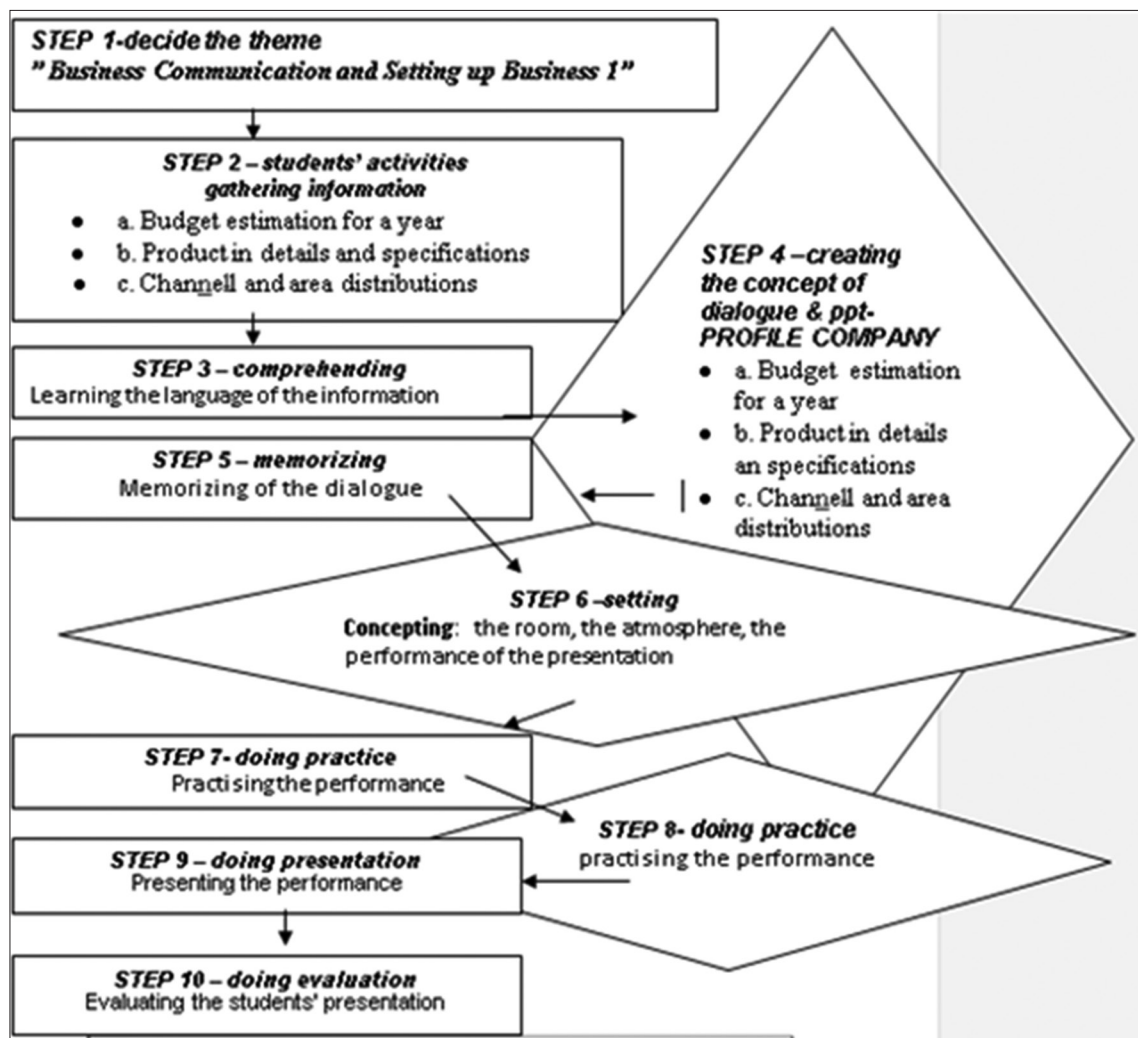 STEP 1-decide the theme
"Business Communication and Setting up Business 1"
STEP 2 – students' activities
gathering information
• a. Budget estimation for a year
• b. Product in details and specifications
• c. Channell and area distributions
STEP 3 – comprehending
Learning the language of the information
STEP 4 –creating
the concept of
dialogue & ppt-
PROFILE COMPANY
• a. Budget estimation
for a year
• b. Product in details
an specifications
• c. Channell and area
distributions
STEP 5 – memorizing
Memorizing of the dialogue
STEP 6 –setting
Concepting: the room, the atmosphere, the
performance of the presentation
STEP 7- doing practice
Practising the performance
STEP 8- doing practice
practising the performance
STEP 9 – doing presentation
Presenting the performance
STEP 10 – doing evaluation
Evaluating the students' presentation